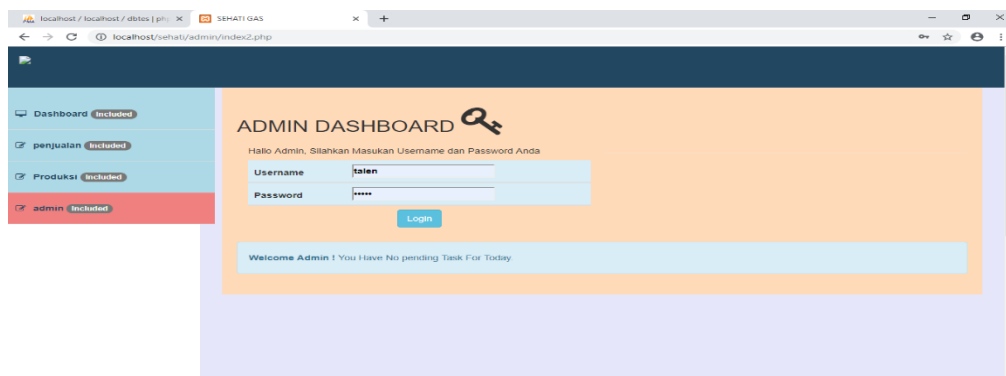 localhost / localhost / dbtes | ph
SEHATI GAS
localhost/sehati/admin/index2.php
Dashboard Included
penjualan Included
Produksi Included
admin Included
ADMIN DASHBOARD
Hallo Admin, Silahkan Masukan Username dan Password Anda
Username talen
Password •••••
Login
Welcome Admin ! You Have No pending Task For Today.